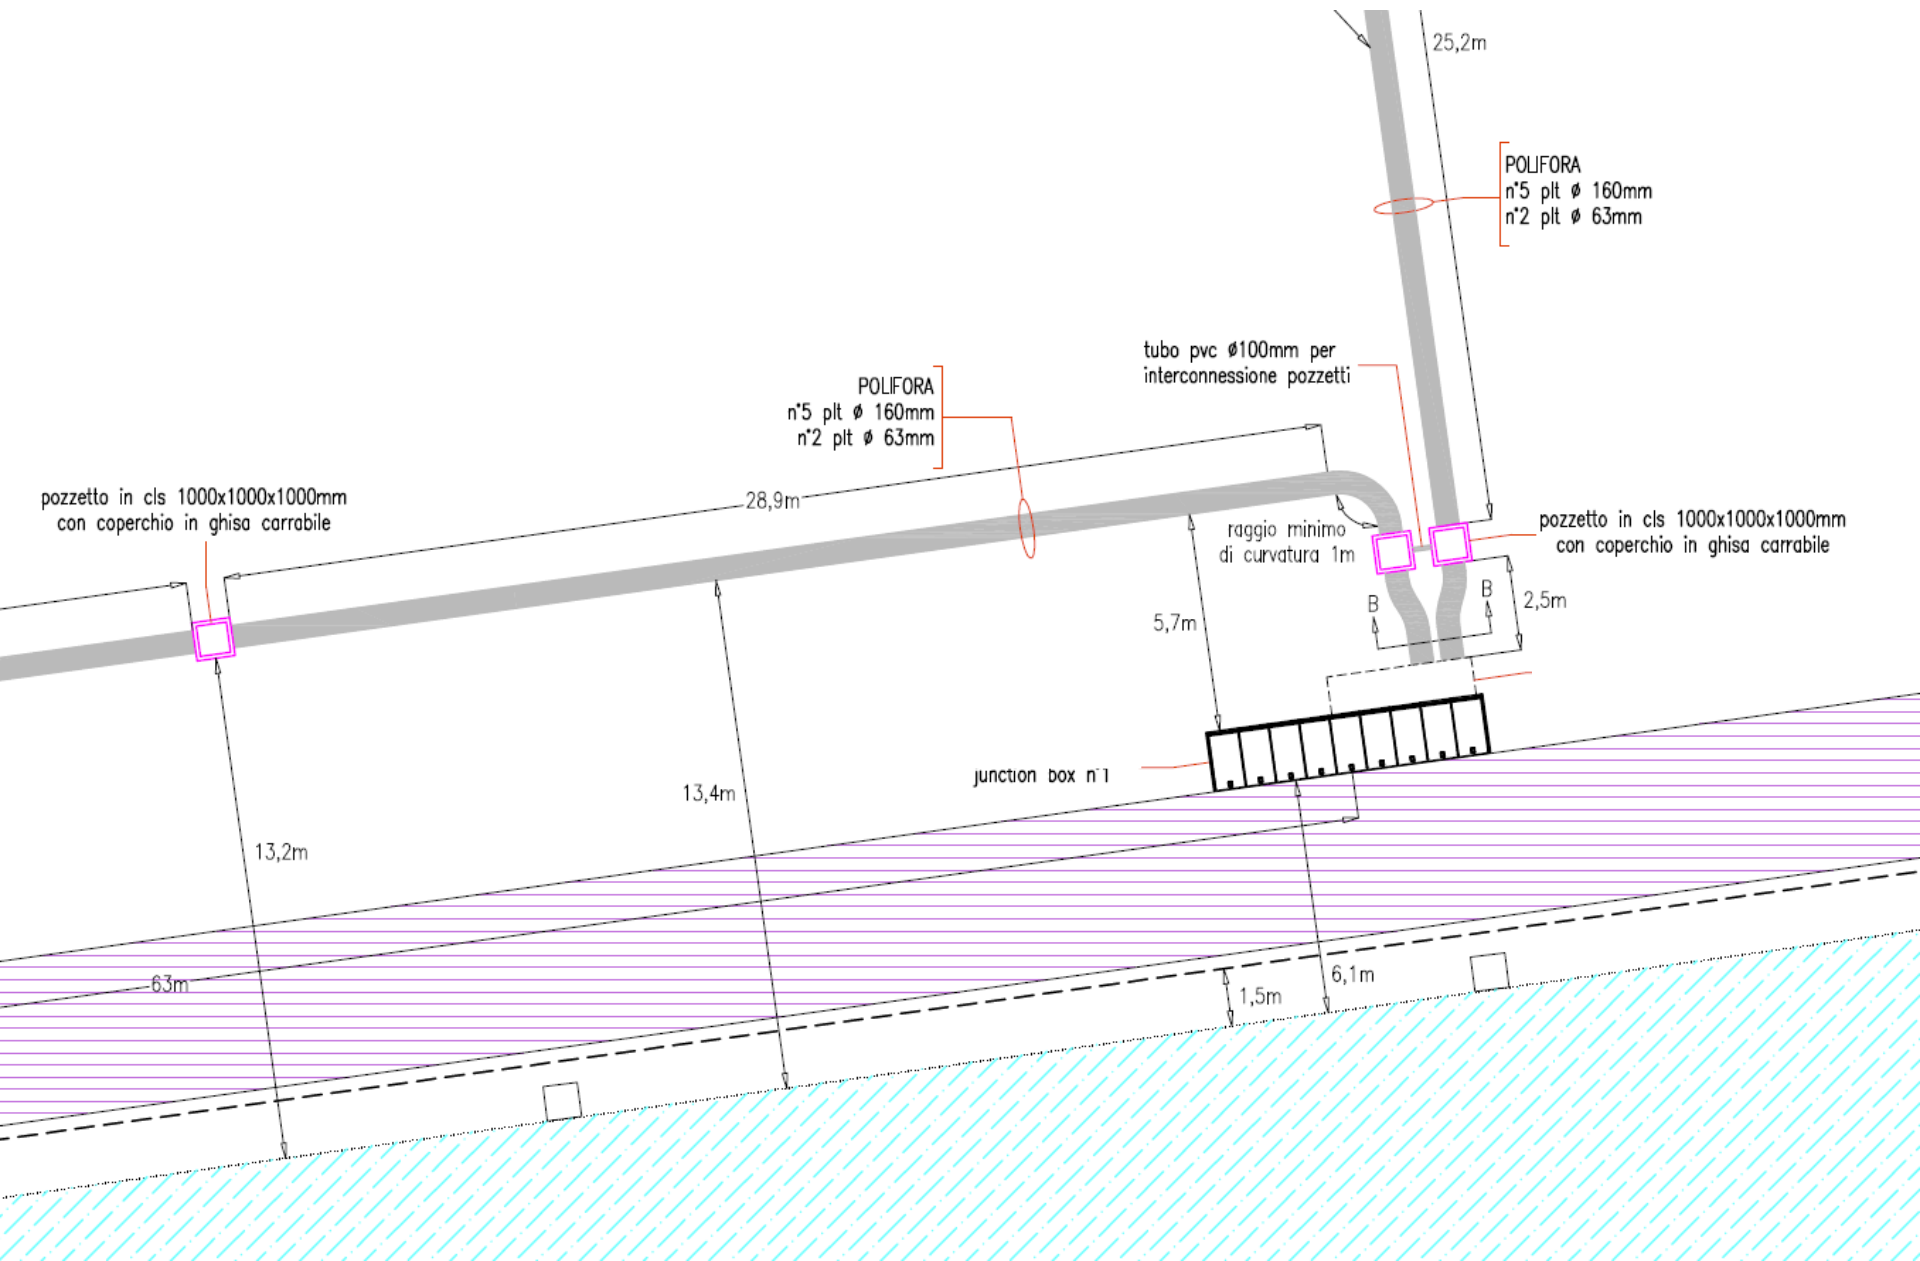 25,2m
POLIFORA
n°5 plt ø 160mm
n°2 plt ø 63mm
tubo pvc ø100mm per
interconnessione pozzetti
POLIFORA
n°5 plt ø 160mm
n°2 plt ø 63mm
pozzetto in cls 1000x1000x1000mm
con coperchio in ghisa carrabile
28,9m
raggio minimo
di curvatura 1m
pozzetto in cls 1000x1000x1000mm
con coperchio in ghisa carrabile
B
B
2,5m
5,7m
junction box n°1
13,4m
13,2m
63m
1,5m
6,1m